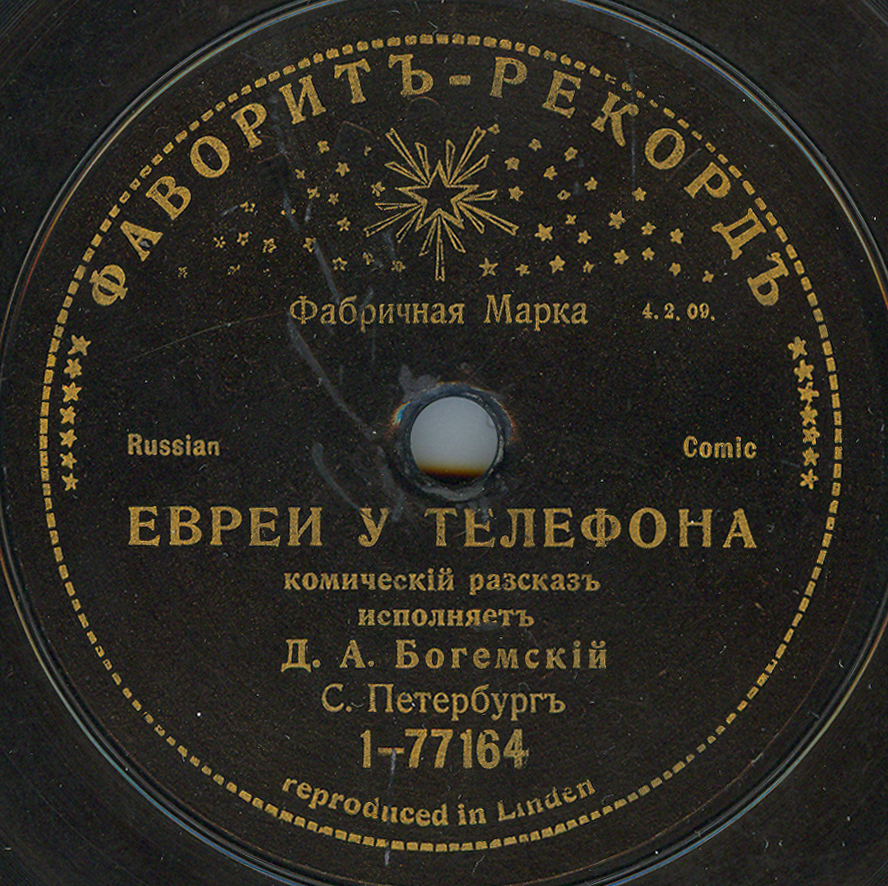 ФАВОРИТЪ-РЕКОРДЪ
Фабричная Марка 4.2.09.
Russian Comic
ЕВРЕИ У ТЕЛЕФОНА
комическій разсказъ
исполняетъ
Д. А. Богемскій
С. Петербургъ
1-77164
reproduced in Linden